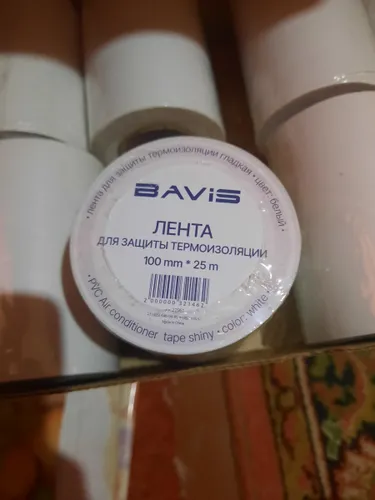 • лента для защиты термоизоляции гладкая • цвет: белый •
BAViS
ЛЕНТА
ДЛЯ ЗАЩИТЫ ТЕРМОИЗОЛЯЦИИ
100 mm * 25 m
• PVC Air conditioner tape shiny • color: white •